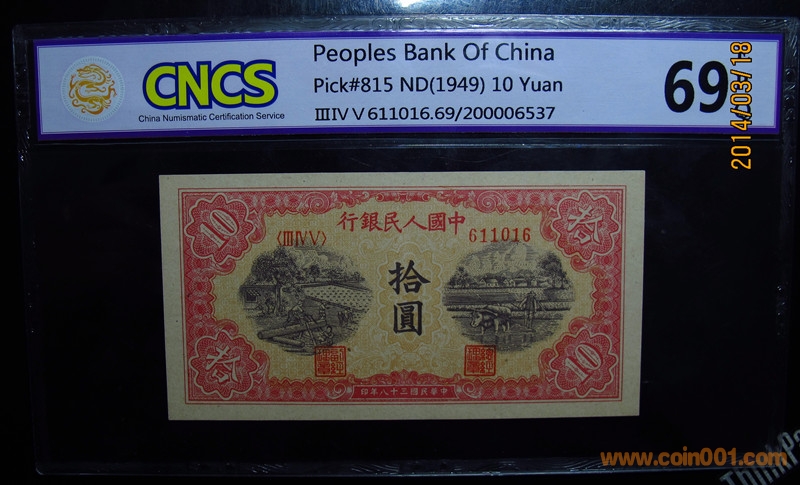 CNCS
China Numismatic Certification Service
Peoples Bank Of China
Pick#815 ND(1949) 10 Yuan
ⅢⅣⅤ611016.69/200006537
69
2014/03/18
行銀民人國中
〈ⅢⅣⅤ〉
611016
10
拾
拾圓
拾
10
印年八十三國民華中
www.coin001.com